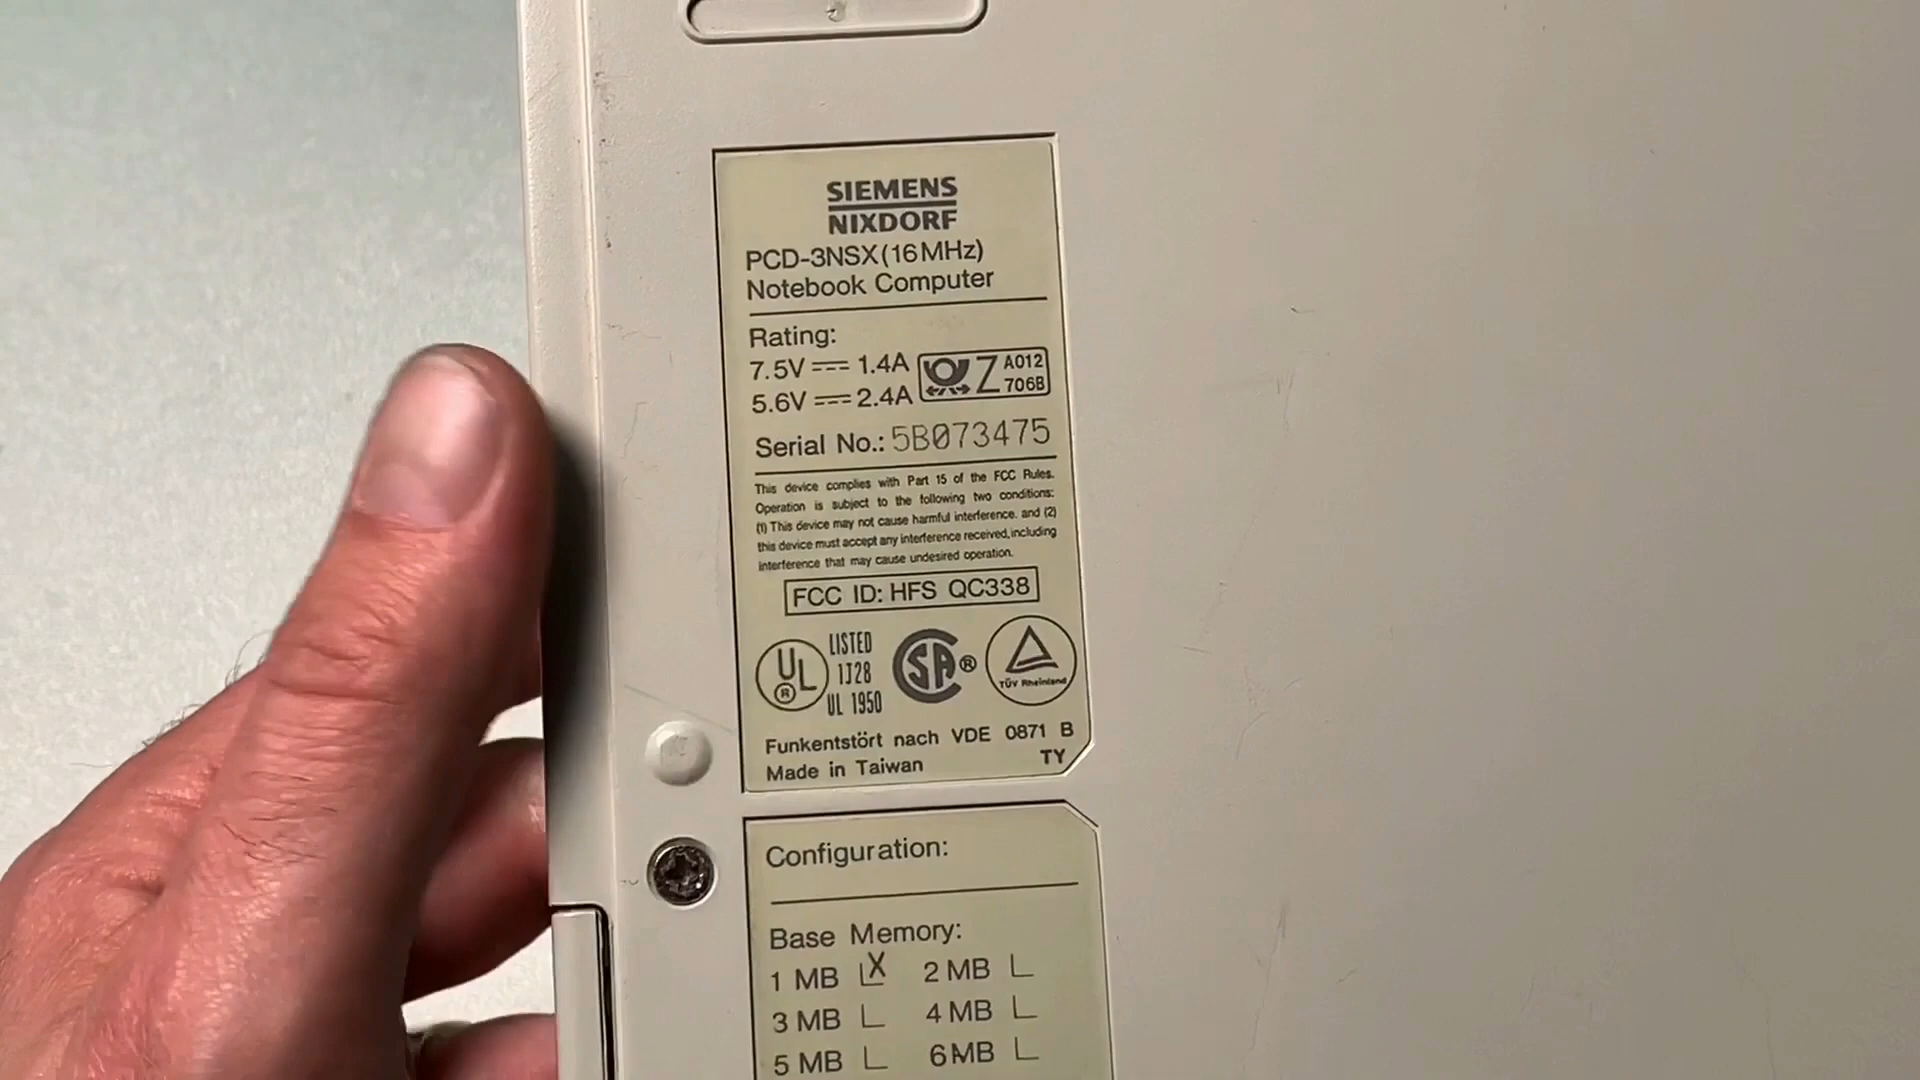 SIEMENS
NIXDORF
PCD-3NSX(16MHz)
Notebook Computer
Rating:
7.5V 1.4A
5.6V 2.4A
Z A012
706B
Serial No.: 5B073475
This device complies with Part 15 of the FCC Rules.
Operation is subject to the following two conditions:
(1) This device may not cause harmful interference. and (2)
this device must accept any interference received, including
interference that may cause undesired operation.
FCC ID: HFS QC338
UL ®
LISTED
1J28
UL 1950
SA ®
TÜV Rheinland
Funkentstört nach VDE 0871 B
Made in Taiwan TY
Configuration:
Base Memory:
1 MB X 2 MB
3 MB 4 MB
5 MB 6 MB